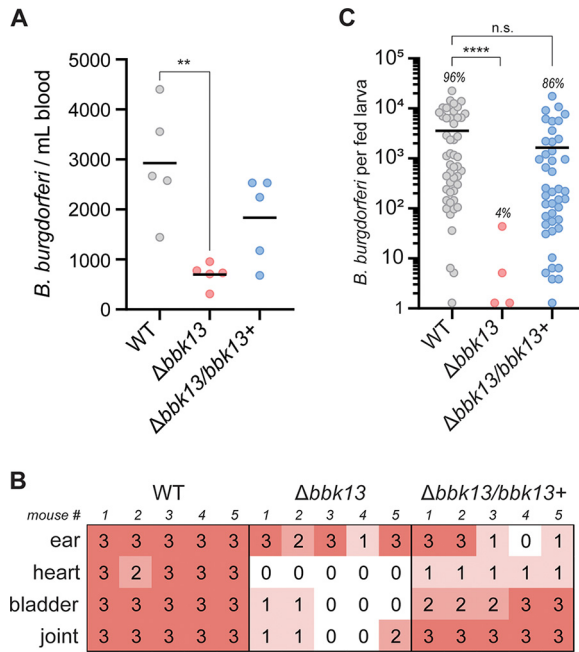 A
B. burgdorferi / mL blood
5000
4000
3000
2000
1000
0
**
WT
Δbbk13
Δbbk13/bbk13+
C
B. burgdorferi per fed larva
10⁵
10⁴
10³
10²
10¹
1
n.s.
****
96%
4%
86%
WT
Δbbk13
Δbbk13/bbk13+
B
WT Δbbk13 Δbbk13/bbk13+
mouse # 1 2 3 4 5 1 2 3 4 5 1 2 3 4 5
ear 3 3 3 3 3 3 2 3 1 3 3 3 1 0 1
heart 3 2 3 3 3 0 0 0 0 0 1 1 1 1 1
bladder 3 3 3 3 3 1 1 0 0 0 2 2 2 3 3
joint 3 3 3 3 3 1 1 0 0 2 3 3 3 3 3